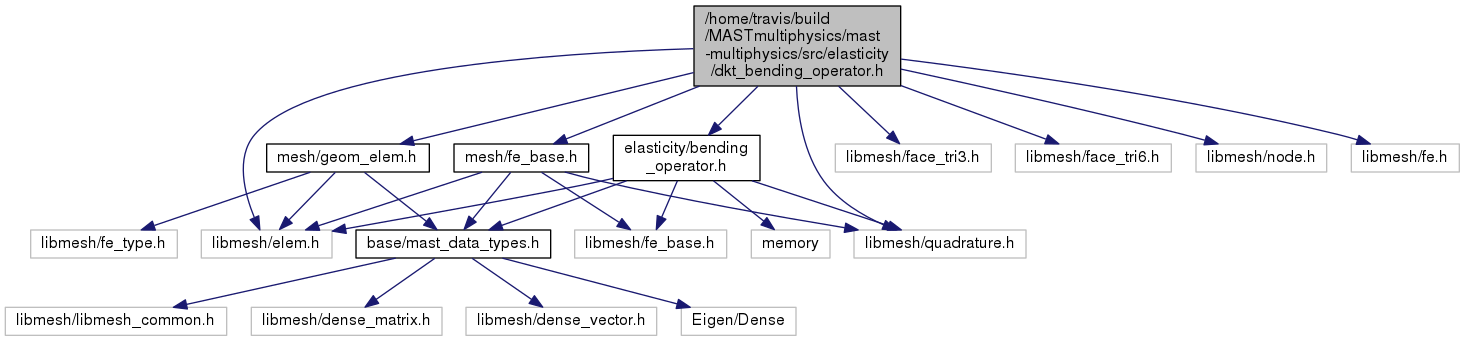 /home/travis/build
/MASTmultiphysics/mast
-multiphysics/src/elasticity
/dkt_bending_operator.h
mesh/geom_elem.h
mesh/fe_base.h
elasticity/bending
_operator.h
libmesh/face_tri3.h
libmesh/face_tri6.h
libmesh/node.h
libmesh/fe.h
libmesh/fe_type.h
libmesh/elem.h
base/mast_data_types.h
libmesh/fe_base.h
memory
libmesh/quadrature.h
libmesh/libmesh_common.h
libmesh/dense_matrix.h
libmesh/dense_vector.h
Eigen/Dense